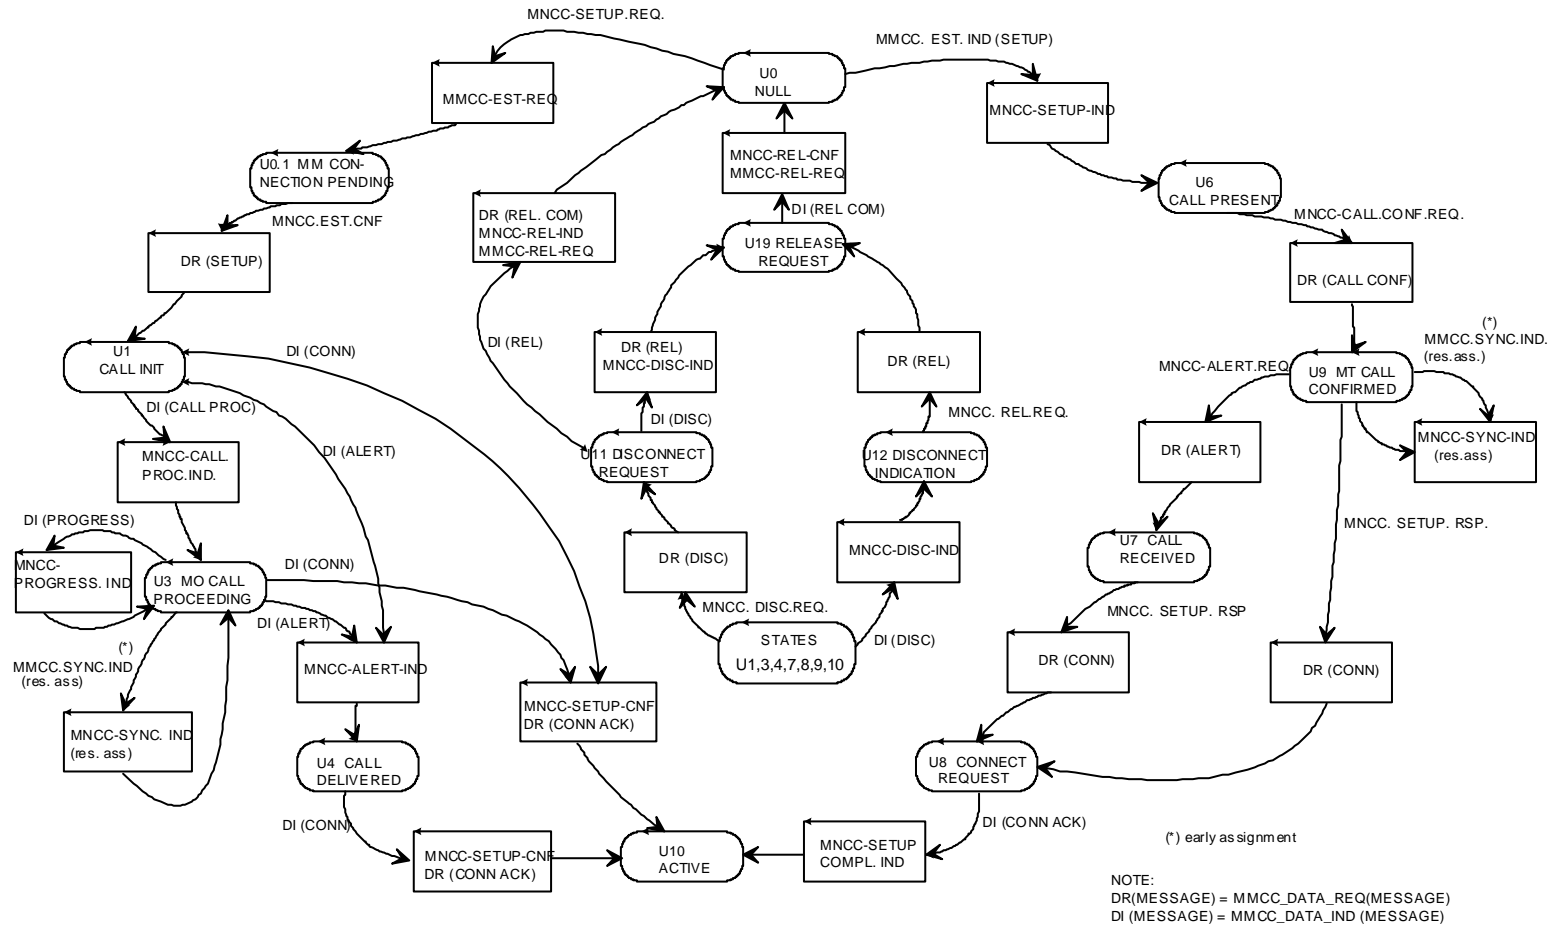 MNCC-SETUP.REQ.
MMCC. EST. IND (SETUP)
U0
NULL
MMCC-EST-REQ
MNCC-SETUP-IND
MNCC-REL-CNF
MMCC-REL-REQ
U0.1 MM CON-
NECTION PENDING
U6
CALL PRESENT
DR (REL. COM)
MNCC-REL-IND
MMCC-REL-REQ
DI (REL COM)
MNCC.EST.CNF
MNCC-CALL.CONF.REQ.
DR (SETUP)
U19 RELEASE
REQUEST
DR (CALL CONF)
(*)
MMCC.SYNC.IND.
(res.ass.)
DI (REL)
U1
CALL INIT
DI (CONN)
DR (REL)
MNCC-DISC-IND
DR (REL)
MNCC-ALERT.REQ
U9 MT CALL
CONFIRMED
DI (CALL PROC)
DI (DISC)
MNCC. REL.REQ.
MNCC-CALL.
PROC.IND.
DI (ALERT)
U11 DISCONNECT
REQUEST
U12 DISCONNECT
INDICATION
DR (ALERT)
MNCC-SYNC-IND
(res.ass)
DI (PROGRESS)
MNCC. SETUP. RSP.
MNCC-
PROGRESS. IND
U3 MO CALL
PROCEEDING
DI (CONN)
DR (DISC)
MNCC-DISC-IND
U7 CALL
RECEIVED
MNCC. DISC.REQ.
MNCC. SETUP. RSP
DI (ALERT)
(*)
MMCC.SYNC.IND
(res. ass)
MNCC-ALERT-IND
STATES
U1,3,4,7,8,9,10
DI (DISC)
DR (CONN)
DR (CONN)
MNCC-SYNC. IND
(res. ass)
MNCC-SETUP-CNF
DR (CONN ACK)
U4 CALL
DELIVERED
U8 CONNECT
REQUEST
DI (CONN)
DI (CONN ACK)
MNCC-SETUP-CNF
DR (CONN ACK)
U10
ACTIVE
MNCC-SETUP
COMPL. IND
(*) early assignment
NOTE:
DR(MESSAGE) = MMCC_DATA_REQ(MESSAGE)
DI (MESSAGE) = MMCC_DATA_IND (MESSAGE)